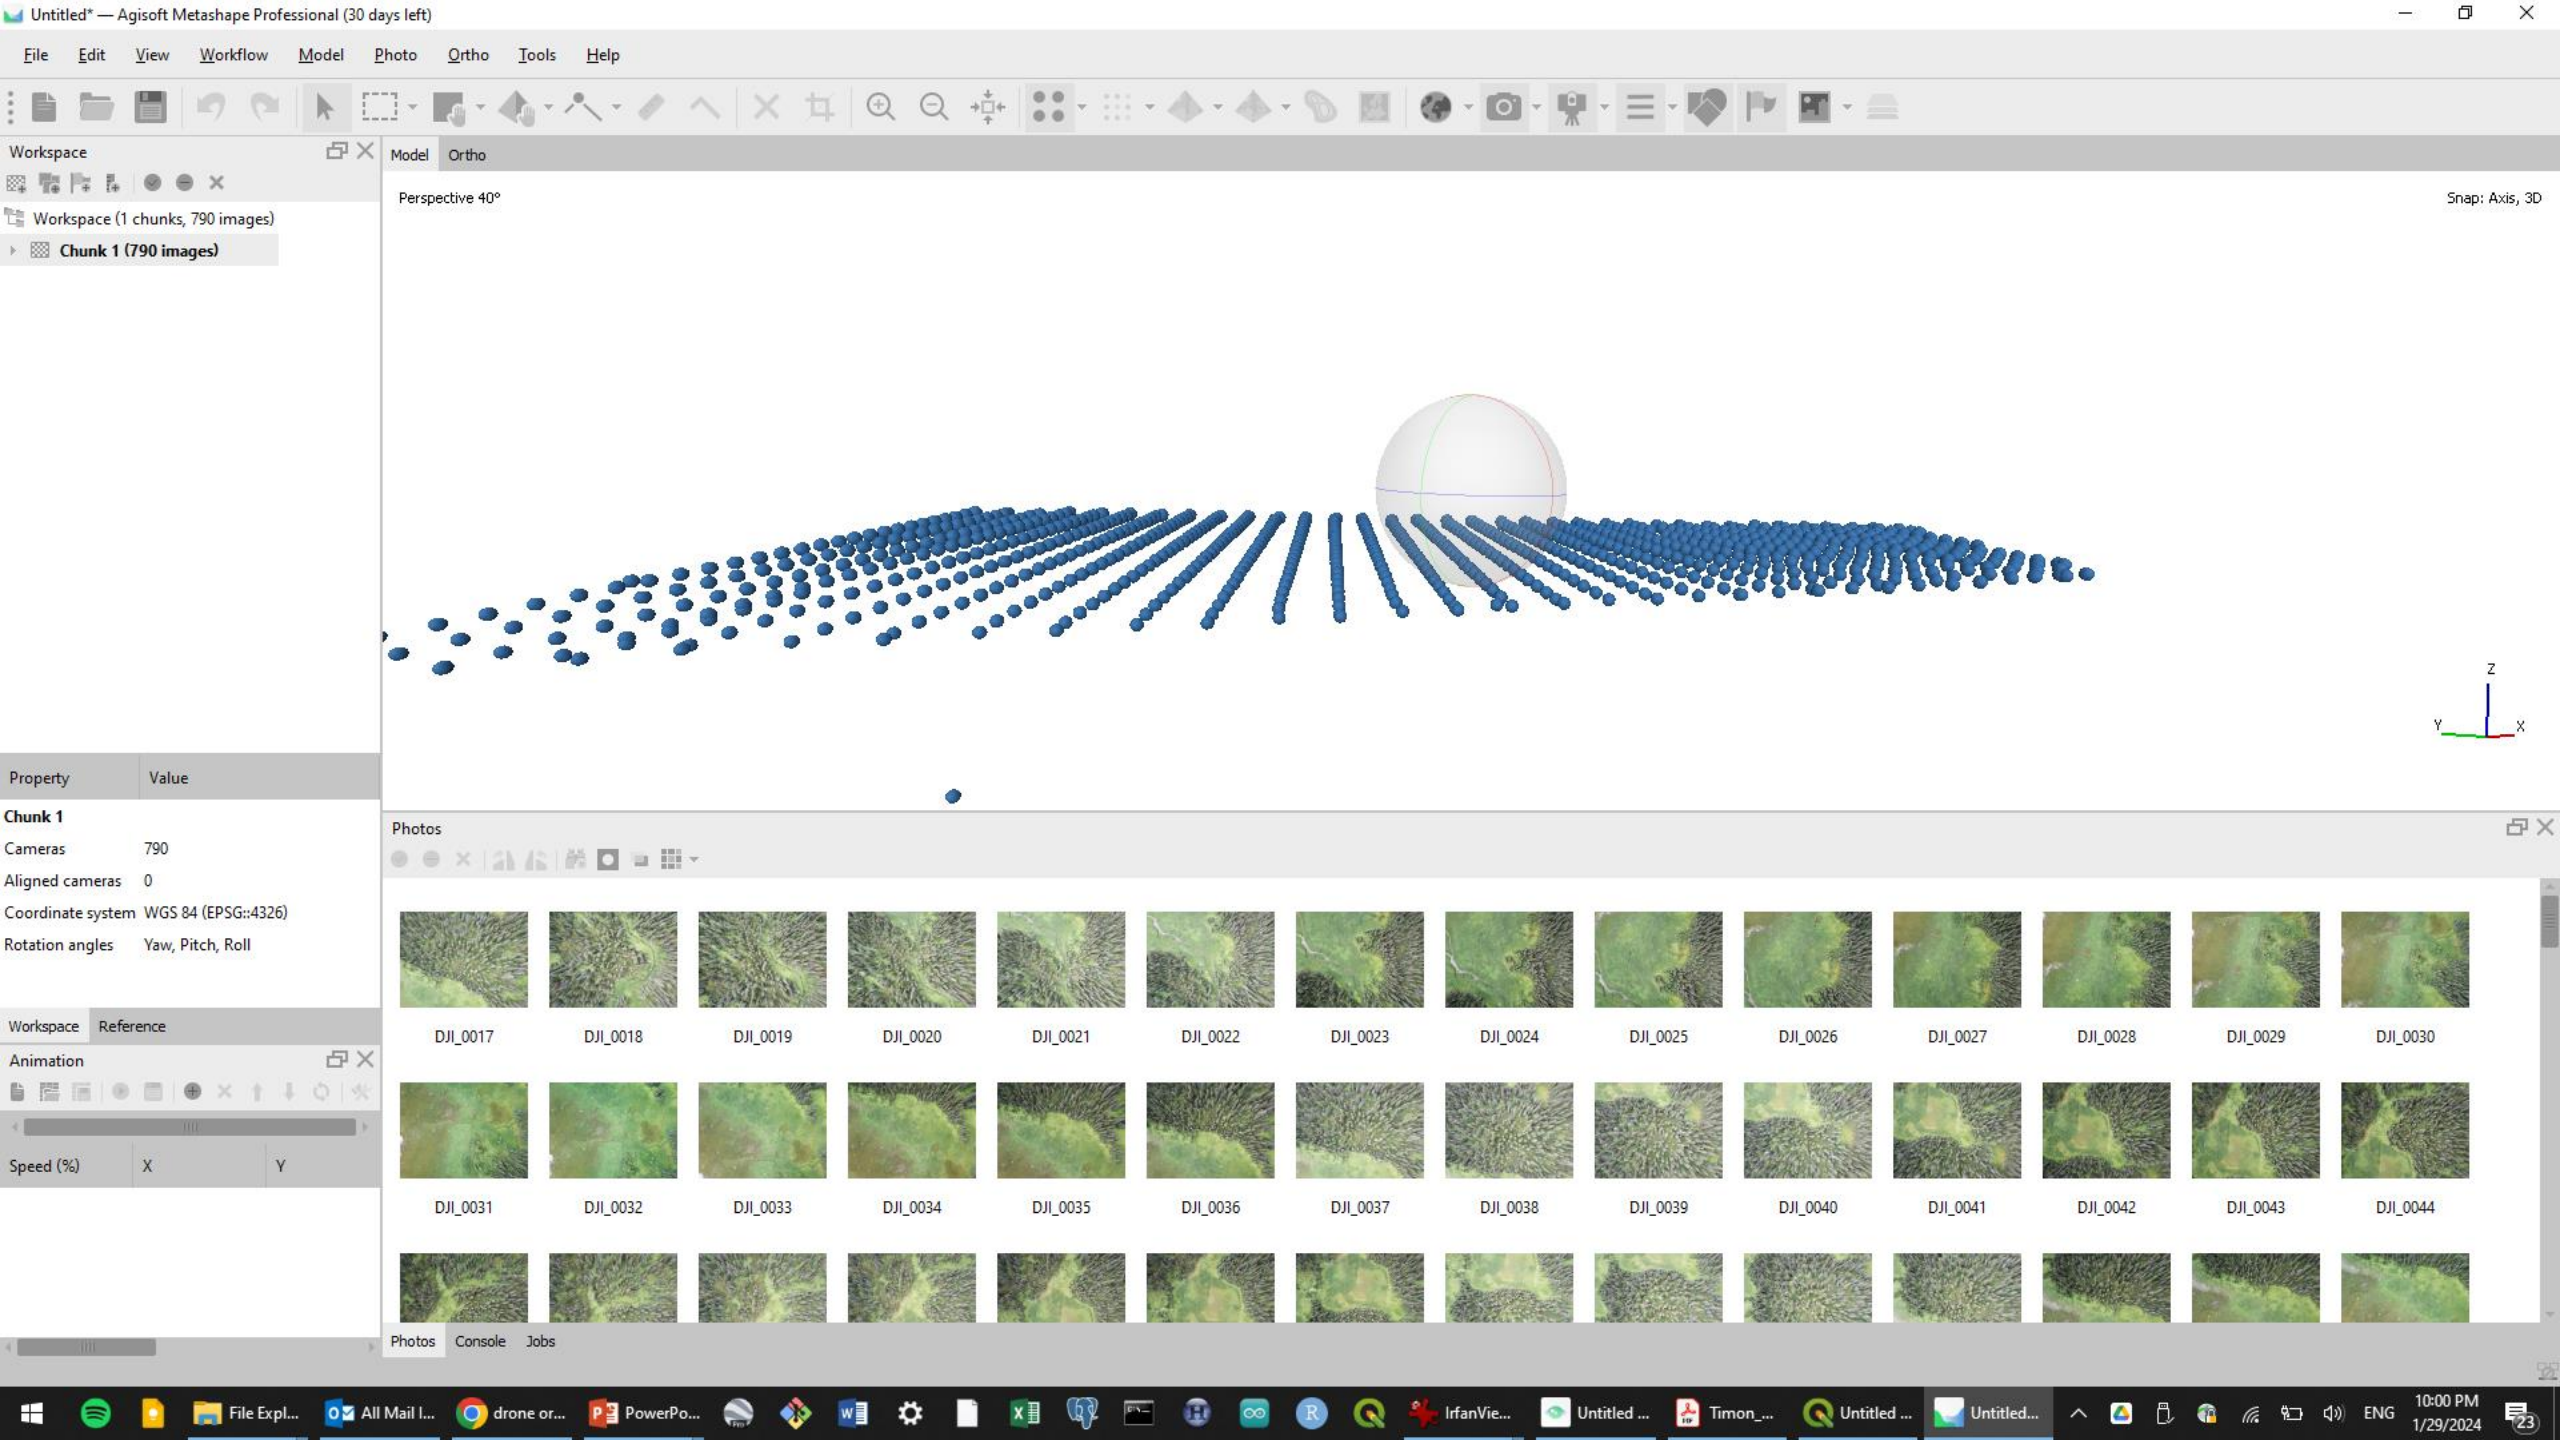 Untitled* — Agisoft Metashape Professional (30 days left)
File Edit View Workflow Model Photo Ortho Tools Help
Workspace
Model Ortho
Perspective 40°
Snap: Axis, 3D
Workspace (1 chunks, 790 images)
Chunk 1 (790 images)
Z
Y
X
Property Value
Chunk 1
Cameras 790
Aligned cameras 0
Coordinate system WGS 84 (EPSG::4326)
Rotation angles Yaw, Pitch, Roll
Workspace Reference
Animation
Speed (%) X Y
Photos
DJI_0017 DJI_0018 DJI_0019 DJI_0020 DJI_0021 DJI_0022 DJI_0023 DJI_0024 DJI_0025 DJI_0026 DJI_0027 DJI_0028 DJI_0029 DJI_0030
DJI_0031 DJI_0032 DJI_0033 DJI_0034 DJI_0035 DJI_0036 DJI_0037 DJI_0038 DJI_0039 DJI_0040 DJI_0041 DJI_0042 DJI_0043 DJI_0044
Photos Console Jobs
File Expl... All Mail I... drone or... PowerPo... IrfanVie... Untitled ... Timon_... Untitled ... Untitled... ENG
10:00 PM
1/29/2024
23